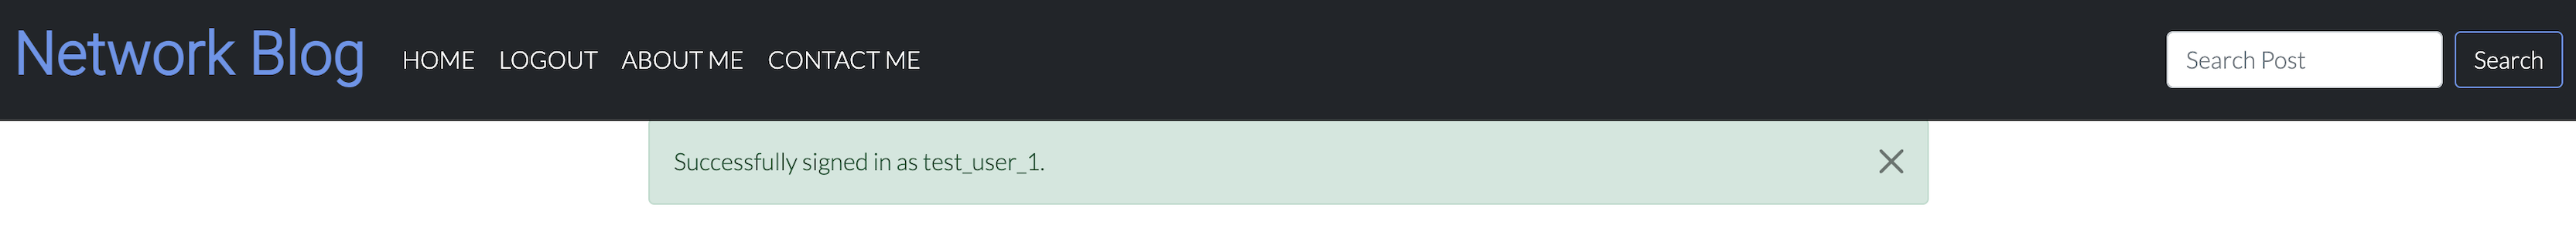 Network Blog HOME LOGOUT ABOUT ME CONTACT ME Search Post Search
Successfully signed in as test_user_1.